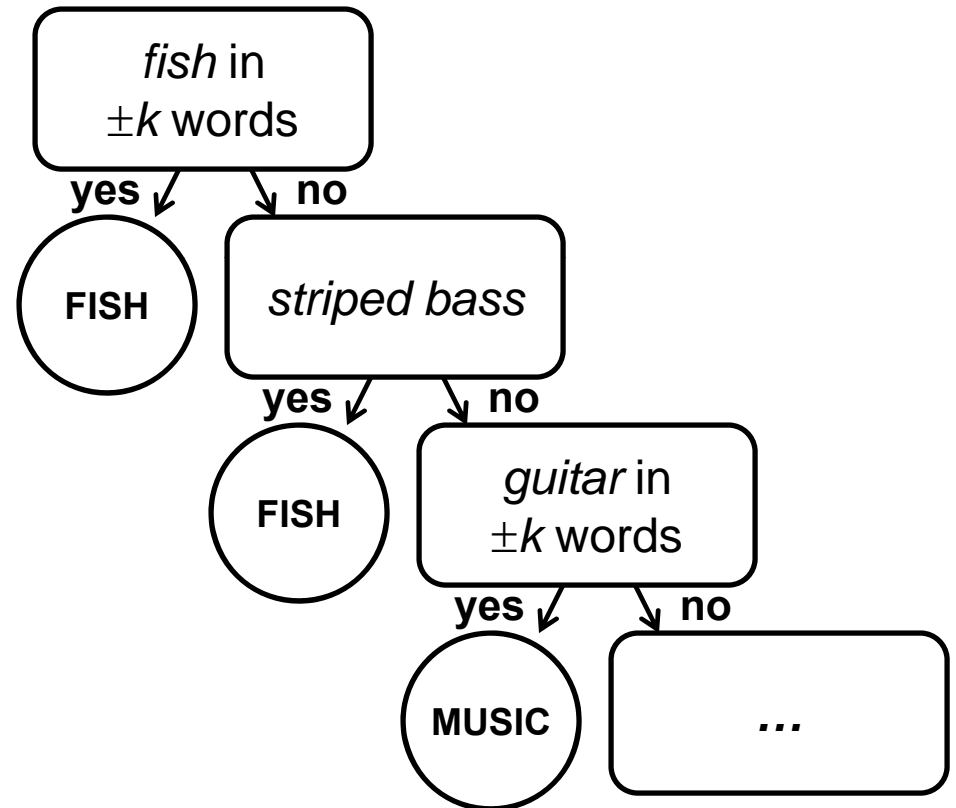 fish in
±k words
yes no
FISH
striped bass
yes no
FISH
guitar in
±k words
yes no
MUSIC
...